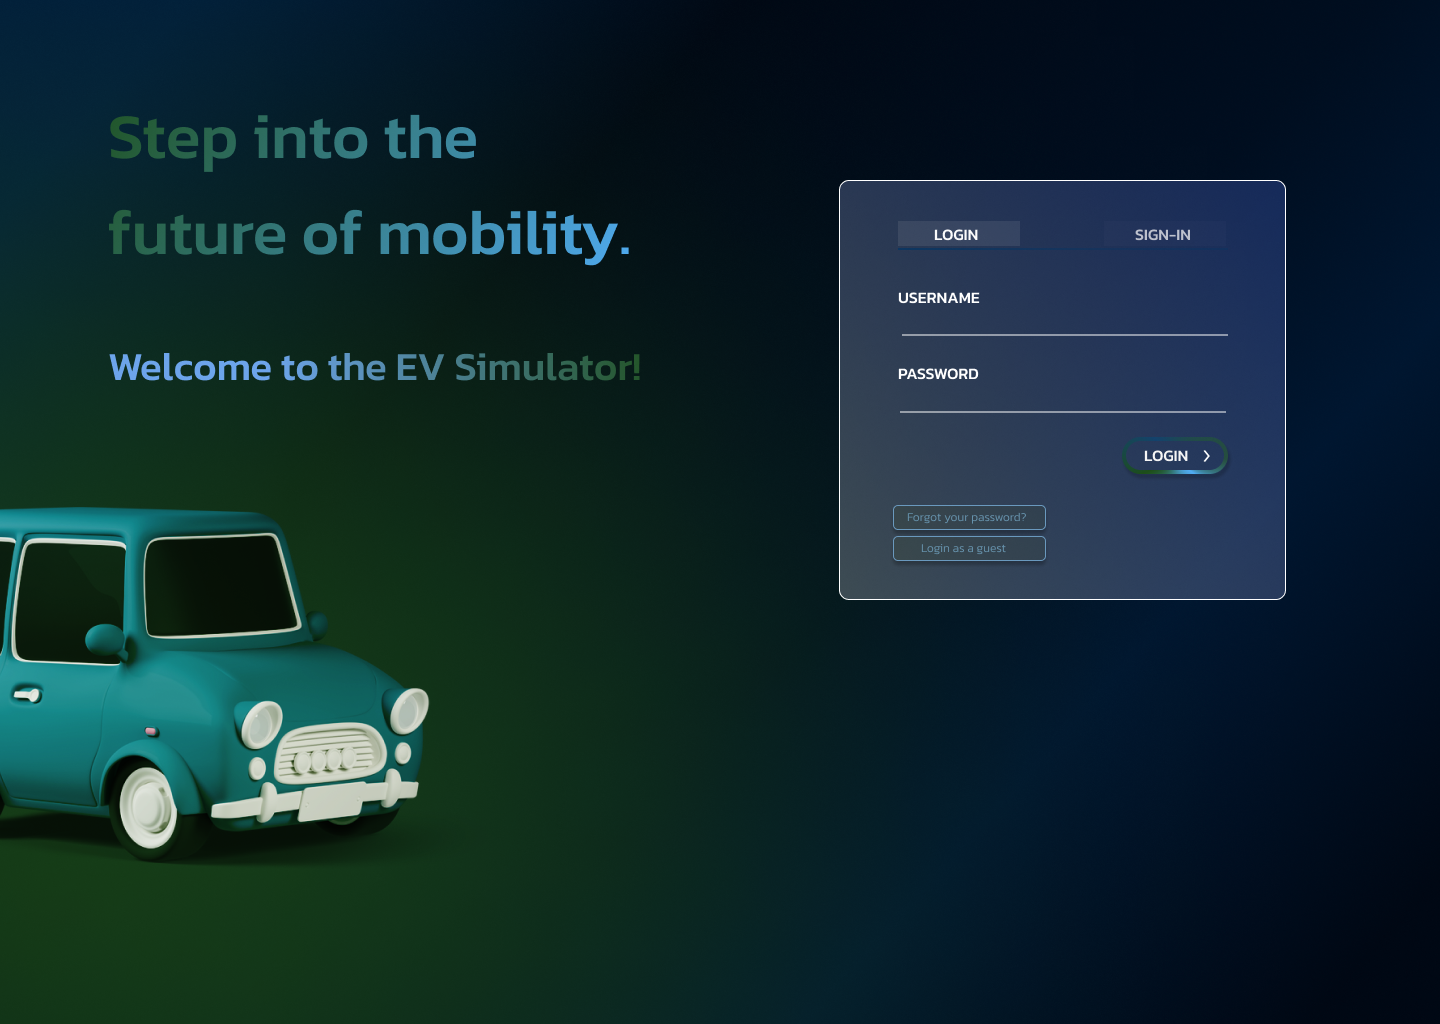 Step into the
future of mobility.
Welcome to the EV Simulator!
LOGIN
SIGN-IN
USERNAME
PASSWORD
LOGIN
Forgot your password?
Login as a guest